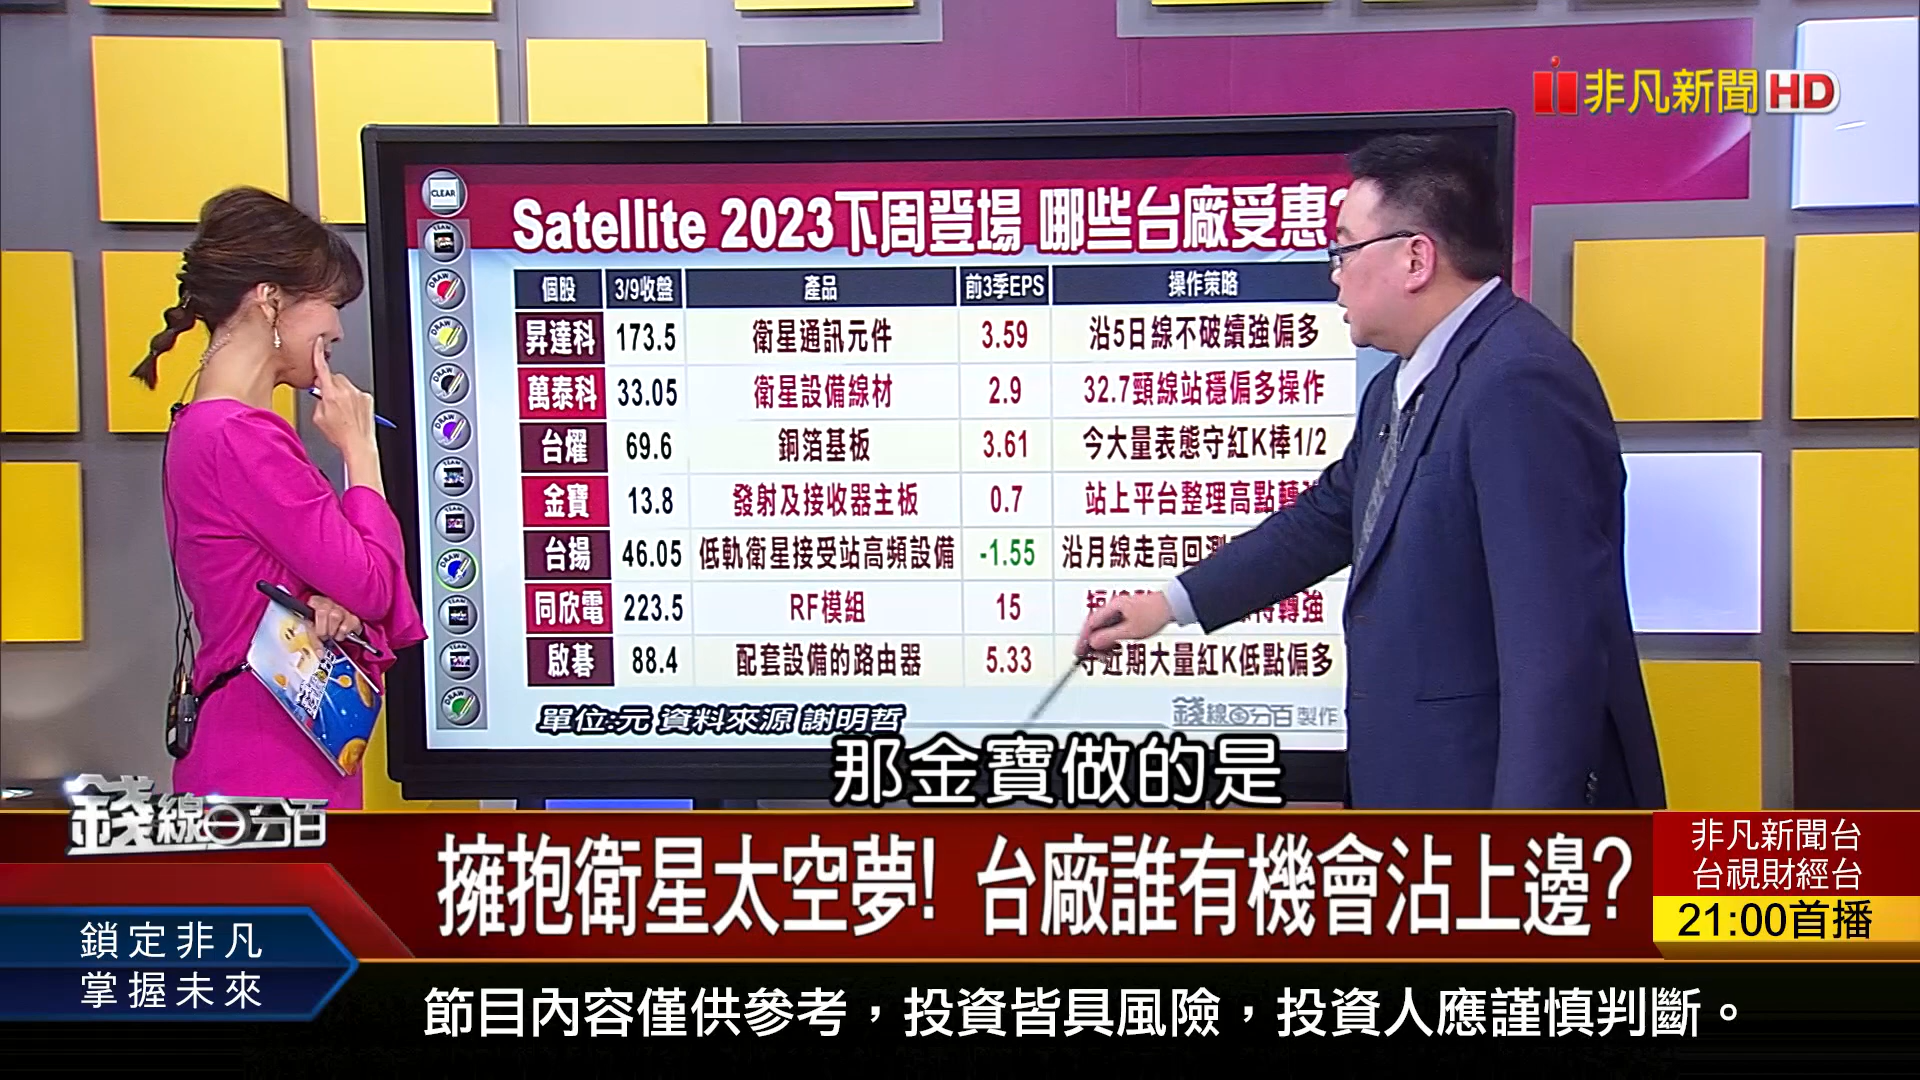 非凡新聞HD
CLEAR
Satellite 2023下周登場 哪些台廠受惠?
個股 3/9收盤 產品 前3季EPS 操作策略
昇達科 173.5 衛星通訊元件 3.59 沿5日線不破續強偏多
萬泰科 33.05 衛星設備線材 2.9 32.7頸線站穩偏多操作
台燿 69.6 銅箔基板 3.61 今大量表態守紅K棒1/2
金寶 13.8 發射及接收器主板 0.7 站上平台整理高點轉強
台揚 46.05 低軌衛星接受站高頻設備 -1.55 沿月線走高回測
同欣電 223.5 RF模組 15 轉強
啟碁 88.4 配套設備的路由器 5.33 守近期大量紅K低點偏多
單位:元 資料來源 謝明哲
錢線百分百 製作
那金寶做的是
錢線百分百
擁抱衛星太空夢! 台廠誰有機會沾上邊?
非凡新聞台
台視財經台
21:00首播
鎖定非凡
掌握未來
節目內容僅供參考，投資皆具風險，投資人應謹慎判斷。